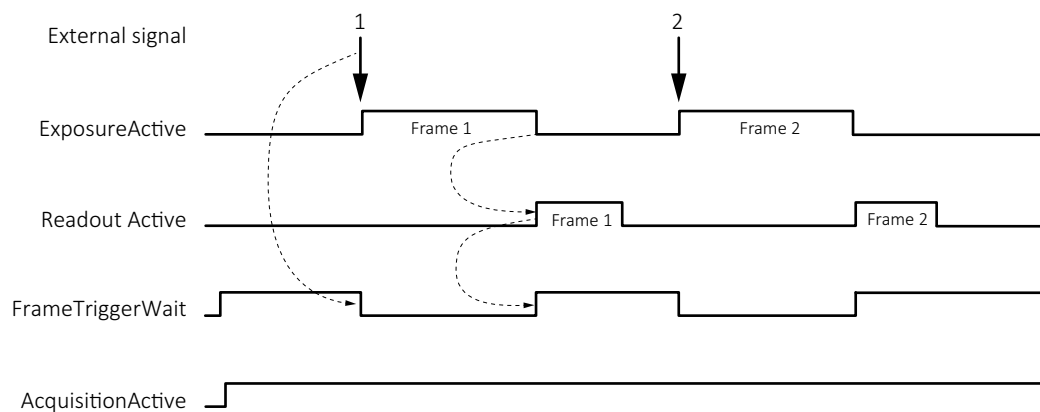 1
2
External signal
ExposureActive
Frame 1
Frame 2
Readout Active
Frame 1
Frame 2
FrameTriggerWait
AcquisitionActive